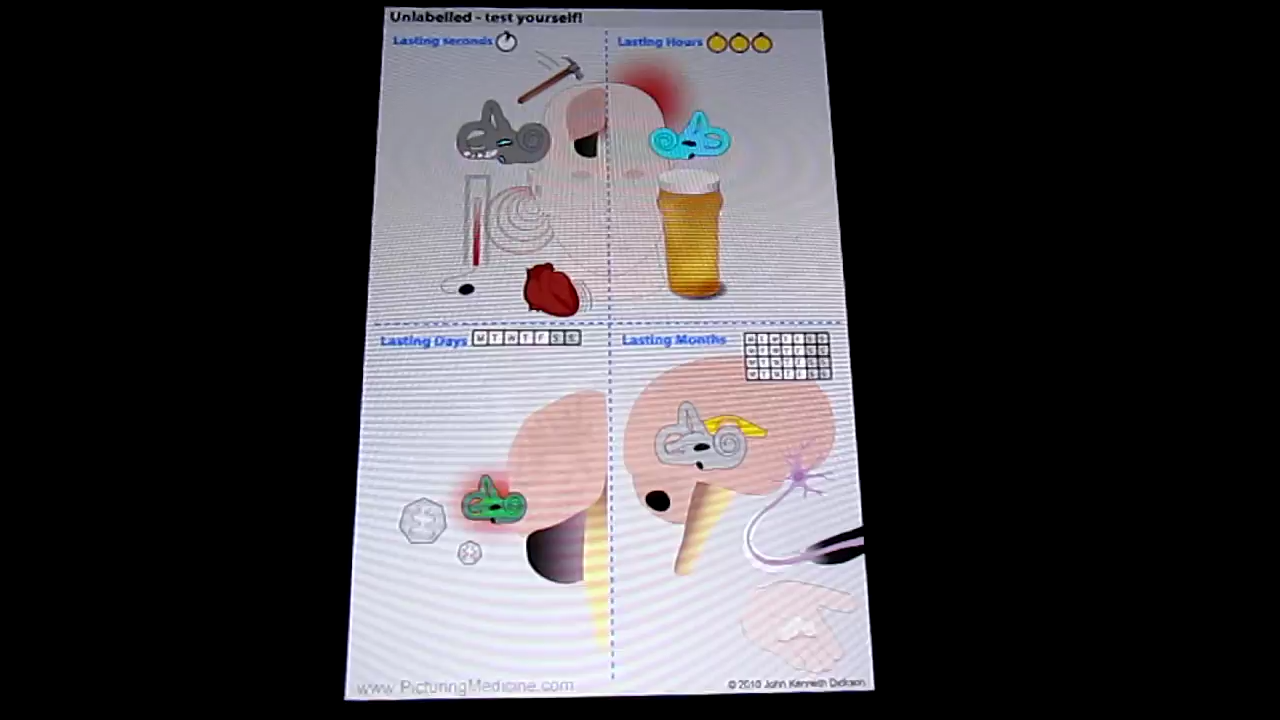 Unlabelled - test yourself!
Lasting seconds
Lasting Hours
Lasting Days
M T W T F S S
Lasting Months
M T W T F S S
M T W T F S S
M T W T F S S
M T W T F S S
www.PicturingMedicine.com
© 2010 John Kenneth Dickson